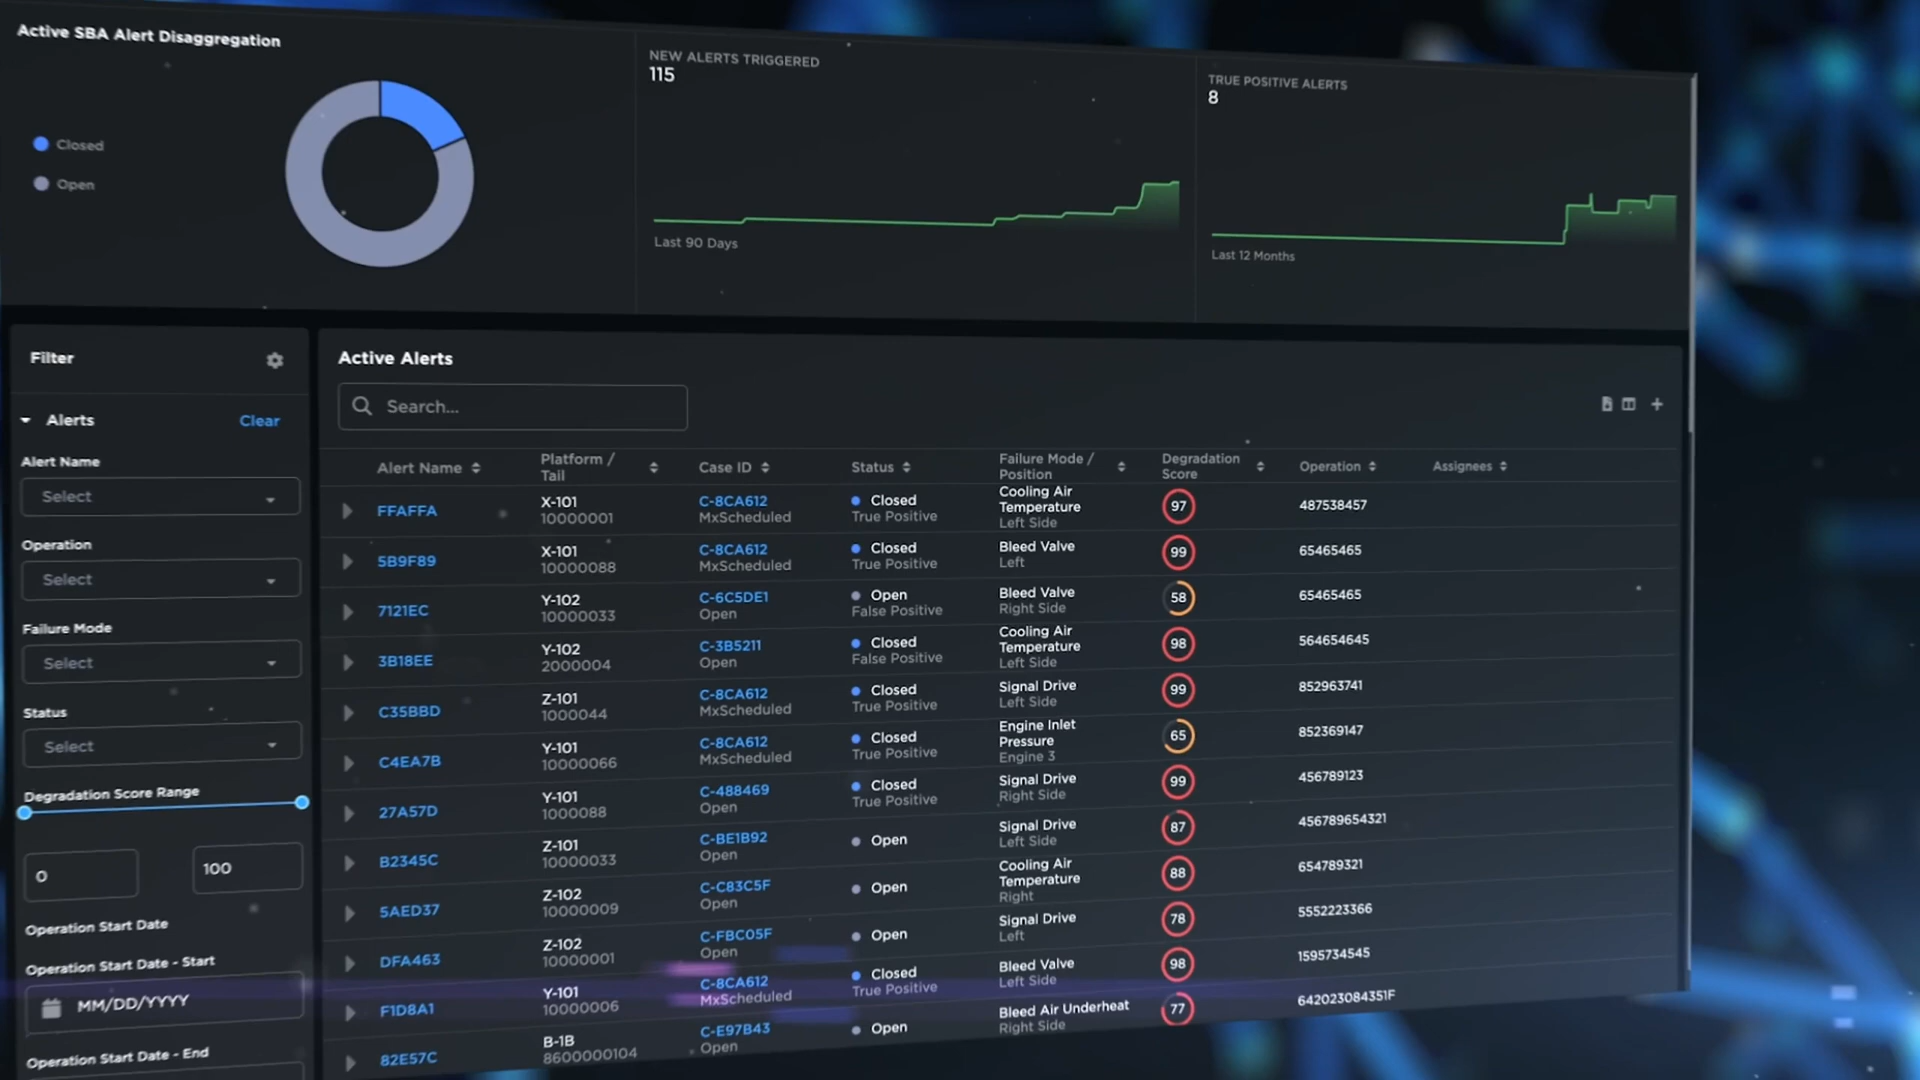 Active SBA Alert Disaggregation
Closed
Open
NEW ALERTS TRIGGERED
115
Last 90 Days
TRUE POSITIVE ALERTS
8
Last 12 Months
Filter
Alerts
Clear
Alert Name
Select
Operation
Select
Failure Mode
Select
Status
Select
Degradation Score Range
0
100
Operation Start Date
Operation Start Date - Start
MM/DD/YYYY
Operation Start Date - End
Active Alerts
Search...
Alert Name
Platform /
Tail
Case ID
Status
Failure Mode /
Position
Degradation
Score
Operation
Assignees
FFAFFA
X-101
10000001
C-8CA612
MxScheduled
Closed
True Positive
Cooling Air
Temperature
Left Side
97
487538457
5B9F89
X-101
10000088
C-8CA612
MxScheduled
Closed
True Positive
Bleed Valve
Left
99
65465465
7121EC
Y-102
10000033
C-6C5DE1
Open
Open
False Positive
Bleed Valve
Right Side
58
65465465
3B18EE
Y-102
2000004
C-3B5211
Open
Closed
False Positive
Cooling Air
Temperature
Left Side
98
564654645
C35BBD
Z-101
1000044
C-8CA612
MxScheduled
Closed
True Positive
Signal Drive
Left Side
99
852963741
C4EA7B
Y-101
10000066
C-8CA612
MxScheduled
Closed
True Positive
Engine Inlet
Pressure
Engine 3
65
852369147
27A57D
Y-101
1000088
C-488469
Open
Closed
True Positive
Signal Drive
Right Side
99
456789123
B2345C
Z-101
10000033
C-BE1B92
Open
Open
Signal Drive
Left Side
87
456789654321
5AED37
Z-102
10000009
C-C83C5F
Open
Open
Cooling Air
Temperature
Right
88
654789321
DFA463
Z-102
10000001
C-FBC05F
Open
Open
Signal Drive
Left
78
5552223366
F1D8A1
Y-101
10000006
C-8CA612
MxScheduled
Closed
True Positive
Bleed Valve
Left Side
98
1595734545
82E57C
B-1B
8600000104
C-E97B43
Open
Open
Bleed Air Underheat
Right Side
77
642023084351F